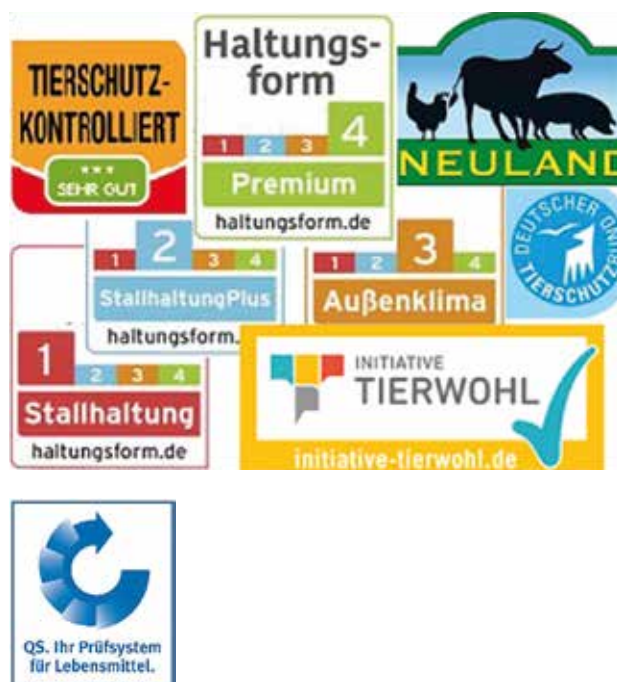 TIERSCHUTZ-
KONTROLLIERT
SEHR GUT
Haltungs-
form
1 2 3 4
Premium
haltungsform.de
NEULAND
DEUTSCHER
TIERSCHUTZB
1 2 3 4
StallhaltungPlus
haltungsform.
1 2 3 4
Außenklima
1 2 3 4
Stallhaltung
haltungsform.de
INITIATIVE
TIERWOHL
initiative-tierwohl.de
QS. Ihr Prüfsystem
für Lebensmittel.